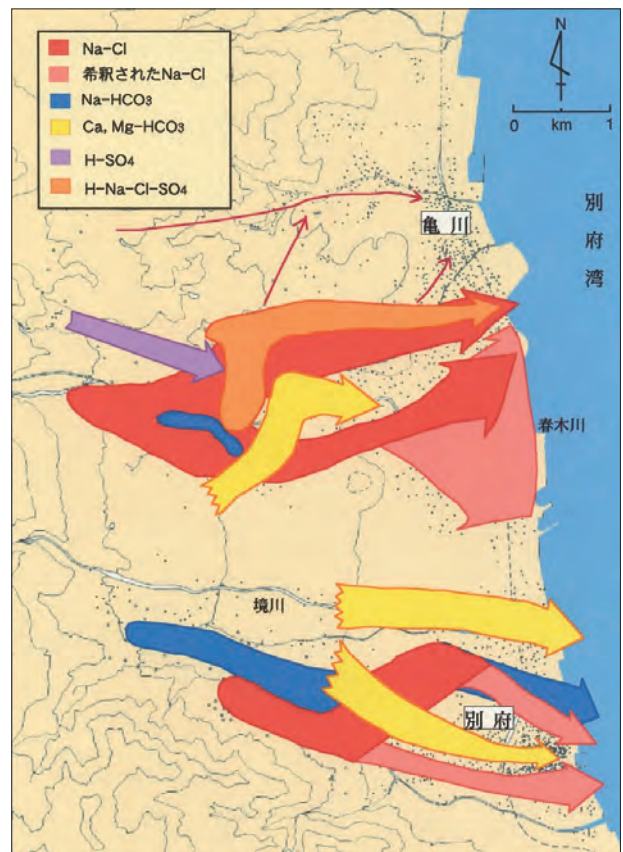 Na-Cl
希釈されたNa-Cl
Na-HCO3
Ca, Mg-HCO3
H-SO4
H-Na-Cl-SO4
N
0 km 1
亀川
別府湾
春木川
境川
別府